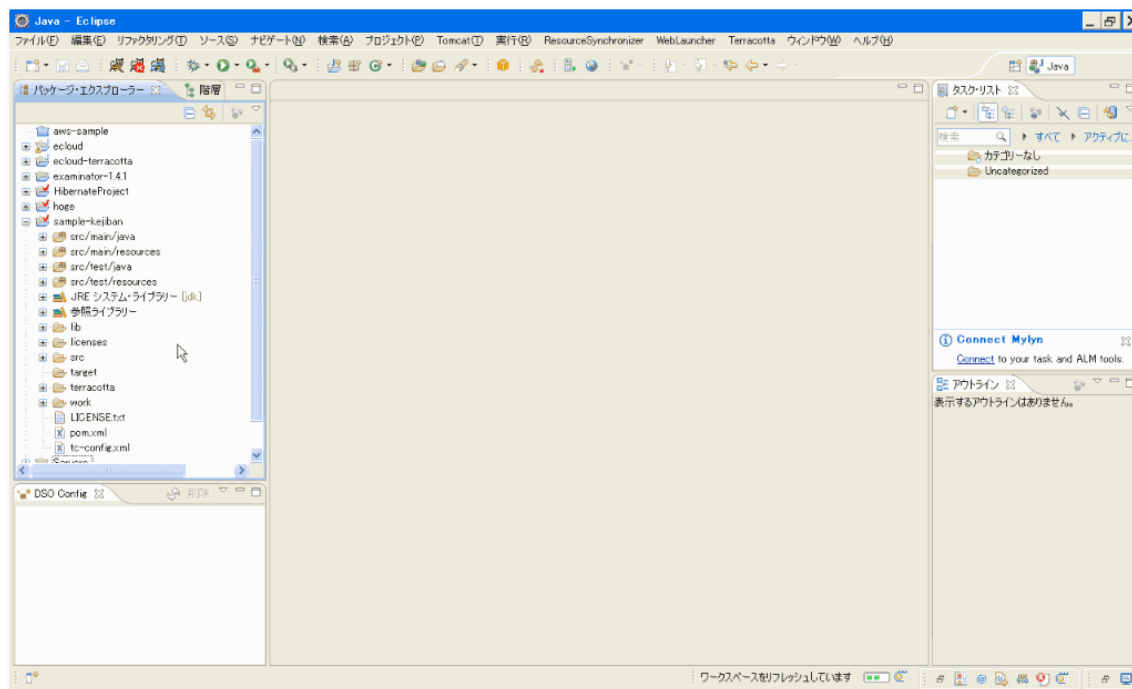 Java - Eclipse
ファイル(F) 編集(E) リファクタリング(T) ソース(S) ナビゲート(N) 検索(A) プロジェクト(P) Tomcat(T) 実行(R) ResourceSynchronizer WebLauncher Terracotta ウィンドウ(W) ヘルプ(H)
Java
パッケージ・エクスプローラー 階層
aws-sample
ecloud
ecloud-terracotta
examinator-1.4.1
HibernateProject
hoge
sample-kejiban
src/main/java
src/main/resources
src/test/java
src/test/resources
JRE システム・ライブラリー [jdk]
参照ライブラリー
lib
licenses
src
target
terracotta
work
LICENSE.txt
pom.xml
tc-config.xml
DSO Config 削除
タスク・リスト
検索 すべて アクティブに...
カテゴリーなし
Uncategorized
Connect Mylyn
Connect to your task and ALM tools.
アウトライン
表示するアウトラインはありません。
ワークスペースをリフレッシュしています